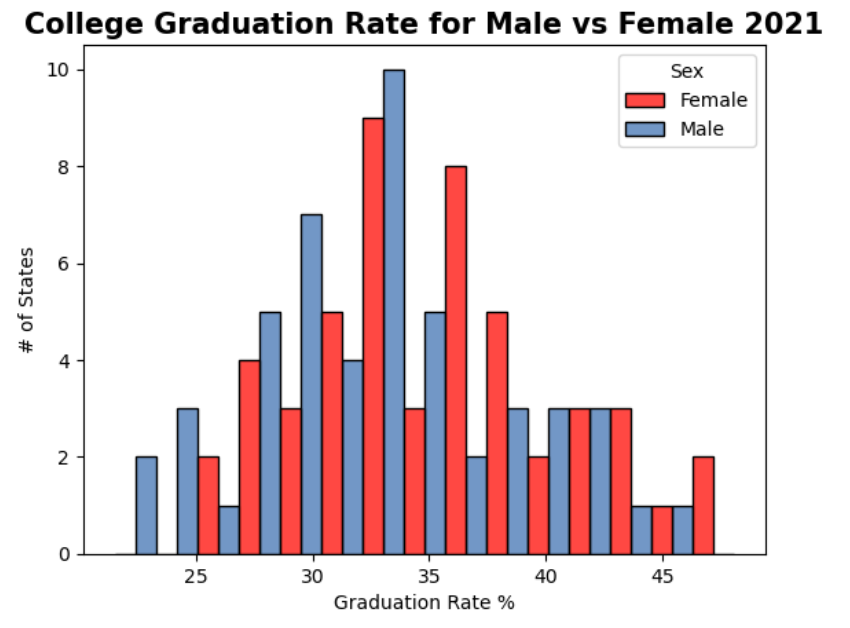 College Graduation Rate for Male vs Female 2021
Sex
Female
Male
10
8
6
4
2
0
# of States
25 30 35 40 45
Graduation Rate %